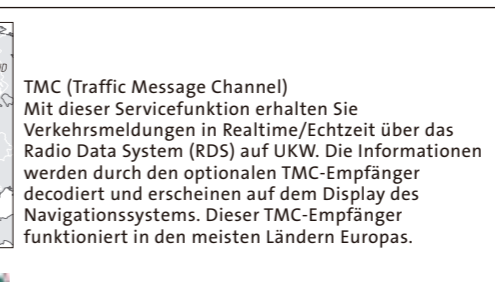 TMC (Traffic Message Channel)
Mit dieser Servicefunktion erhalten Sie
Verkehrsmeldungen in Realtime/Echtzeit über das
Radio Data System (RDS) auf UKW. Die Informationen
werden durch den optionalen TMC-Empfänger
decodiert und erscheinen auf dem Display des
Navigationssystems. Dieser TMC-Empfänger
funktioniert in den meisten Ländern Europas.